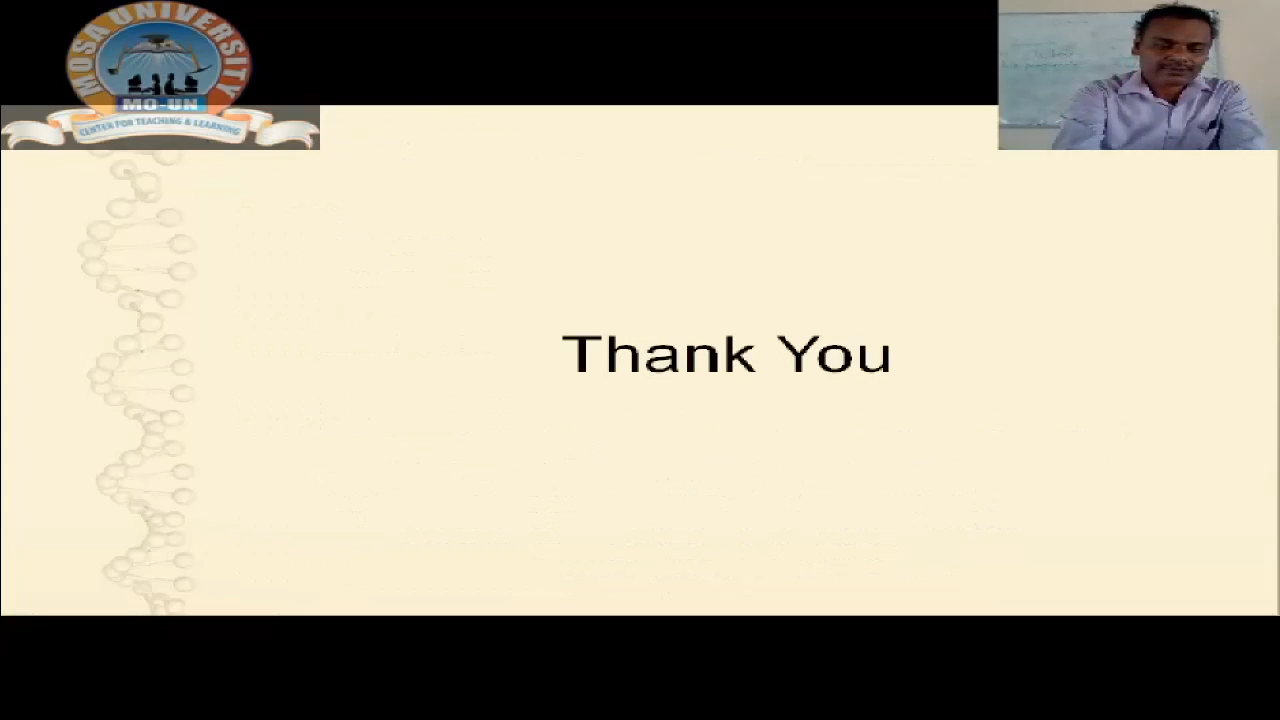 MOSA UNIVERSITY
MO-UN
CENTER FOR TEACHING & LEARNING
Thank You